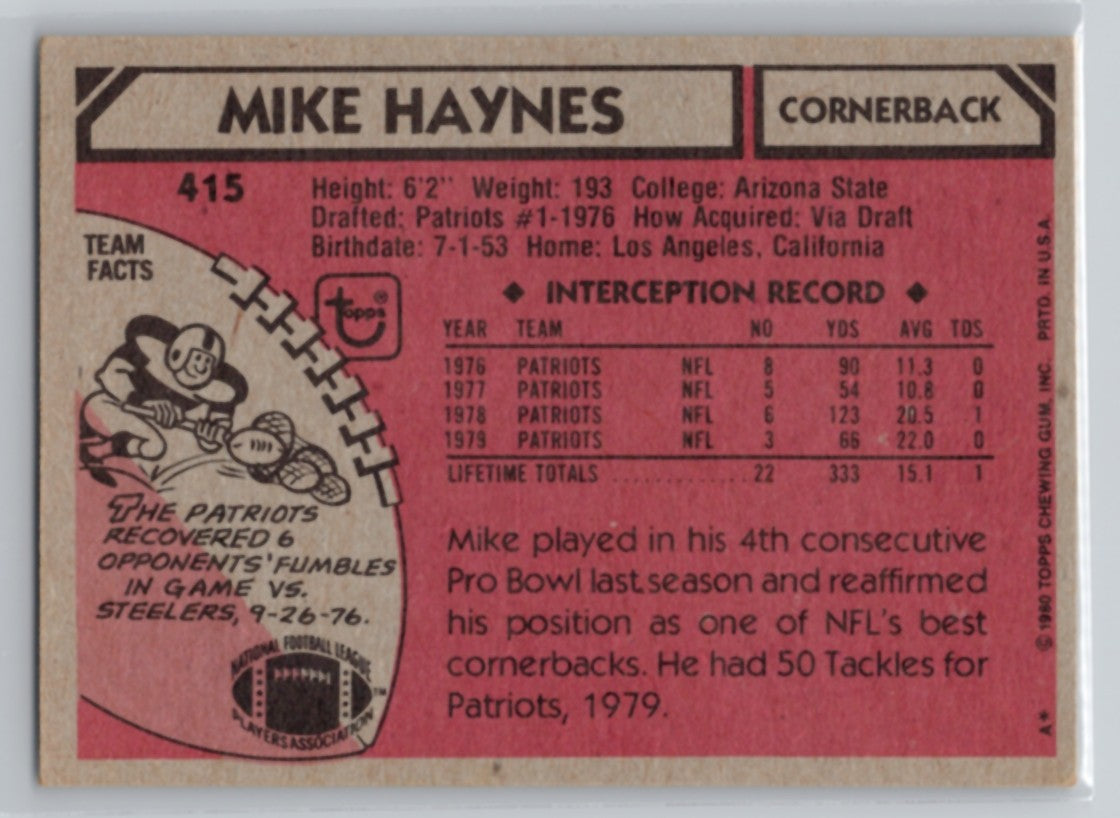 MIKE HAYNES
CORNERBACK
415
Height: 6'2" Weight: 193 College: Arizona State
Drafted: Patriots #1-1976 How Acquired: Via Draft
Birthdate: 7-1-53 Home: Los Angeles, California
TEAM
FACTS
topps®
◆ INTERCEPTION RECORD ◆
YEAR TEAM NO YDS AVG TDS
1976 PATRIOTS NFL 8 90 11.3 0
1977 PATRIOTS NFL 5 54 10.8 0
1978 PATRIOTS NFL 6 123 20.5 1
1979 PATRIOTS NFL 3 66 22.0 0
LIFETIME TOTALS ............... 22 333 15.1 1
THE PATRIOTS
RECOVERED 6
OPPONENTS' FUMBLES
IN GAME VS.
STEELERS, 9-26-76.
NATIONAL FOOTBALL LEAGUE
PLAYERS ASSOCIATION
TM
Mike played in his 4th consecutive
Pro Bowl last season and reaffirmed
his position as one of NFL's best
cornerbacks. He had 50 Tackles for
Patriots, 1979.
A* © 1980 TOPPS CHEWING GUM, INC. PRTD. IN U.S.A.